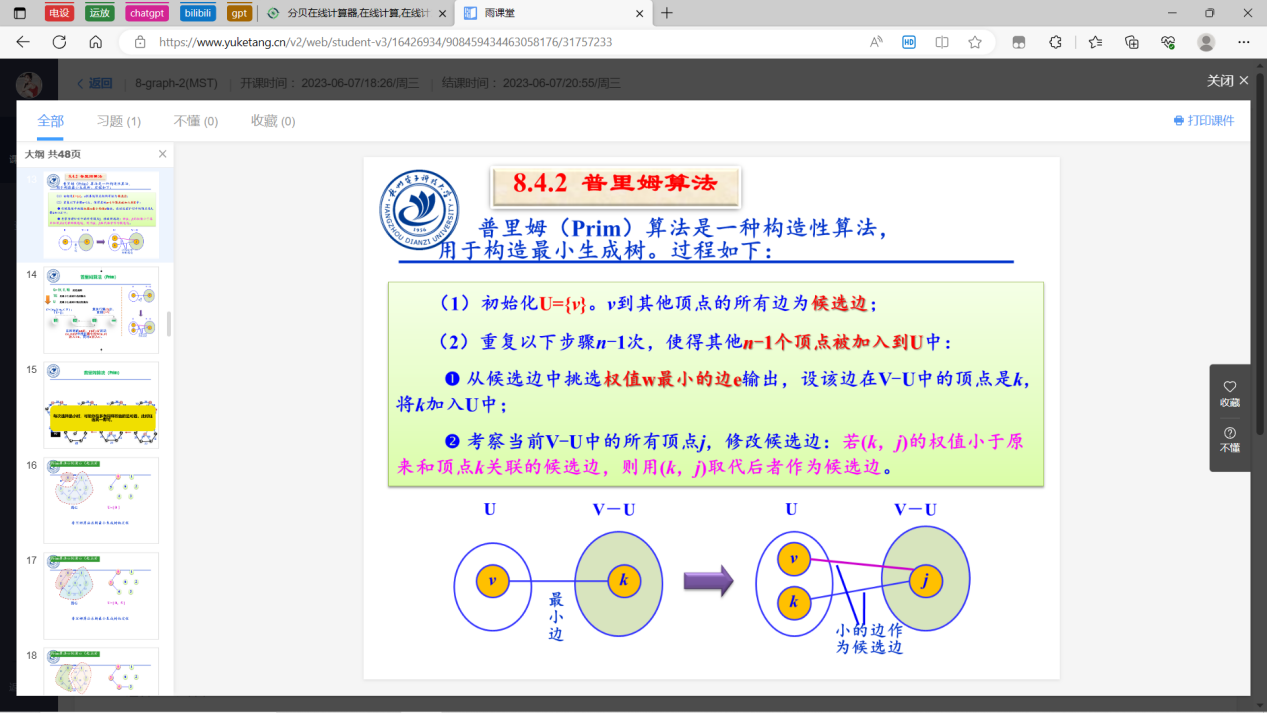 电设 运放 chatgpt bilibili gpt 分贝在线计算器,在线计算,在线计 雨课堂
https://www.yuketang.cn/v2/web/student-v3/16426934/908459434463058176/31757233
返回 8-graph-2(MST) 开课时间： 2023-06-07/18:26/周三 结课时间： 2023-06-07/20:55/周三
关闭
全部 习题 (1) 不懂 (0) 收藏 (0)
打印课件
大纲 共48页
14
15
16
17
18
8.4.2 普里姆算法
HANGZHOU DIANZI UNIVERSITY
1956
普里姆（Prim）算法是一种构造性算法，
用于构造最小生成树。过程如下：
（1）初始化U={v}。v到其他顶点的所有边为候选边；
（2）重复以下步骤n-1次，使得其他n-1个顶点被加入到U中：
❶ 从候选边中挑选权值w最小的边e输出，设该边在V-U中的顶点是k，
将k加入U中；
❷ 考察当前V-U中的所有顶点j，修改候选边：若(k，j)的权值小于原
来和顶点k关联的候选边，则用(k，j)取代后者作为候选边。
U V－U U V－U
v k v j
k
最
小
边
小的边作
为候选边
收藏
不懂